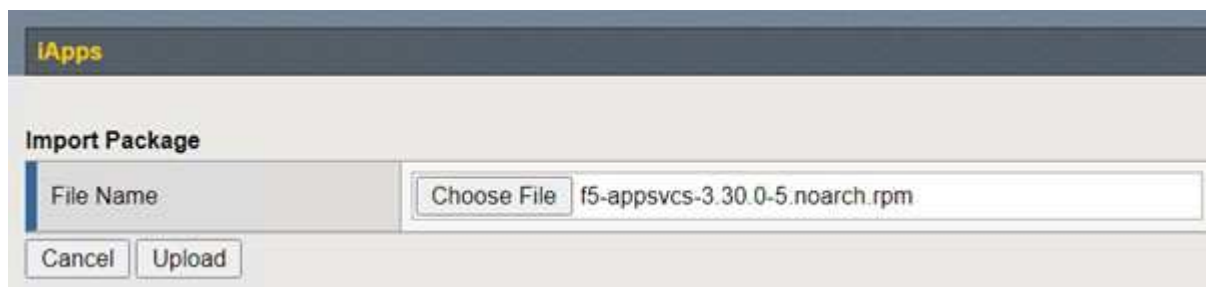 iApps
Import Package
File Name Choose File f5-appsvcs-3.30.0-5.noarch.rpm
Cancel Upload